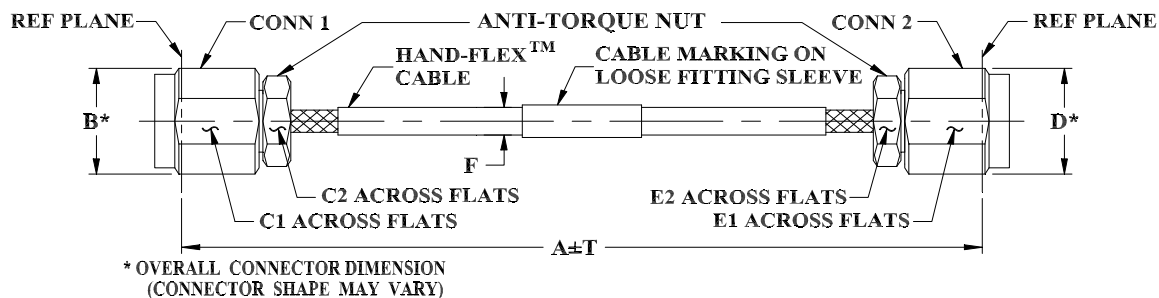 REF PLANE
CONN 1
ANTI-TORQUE NUT
CONN 2
REF PLANE
HAND-FLEX™
CABLE
CABLE MARKING ON
LOOSE FITTING SLEEVE
B*
D*
F
C2 ACROSS FLATS
E2 ACROSS FLATS
C1 ACROSS FLATS
E1 ACROSS FLATS
A±T
* OVERALL CONNECTOR DIMENSION
(CONNECTOR SHAPE MAY VARY)